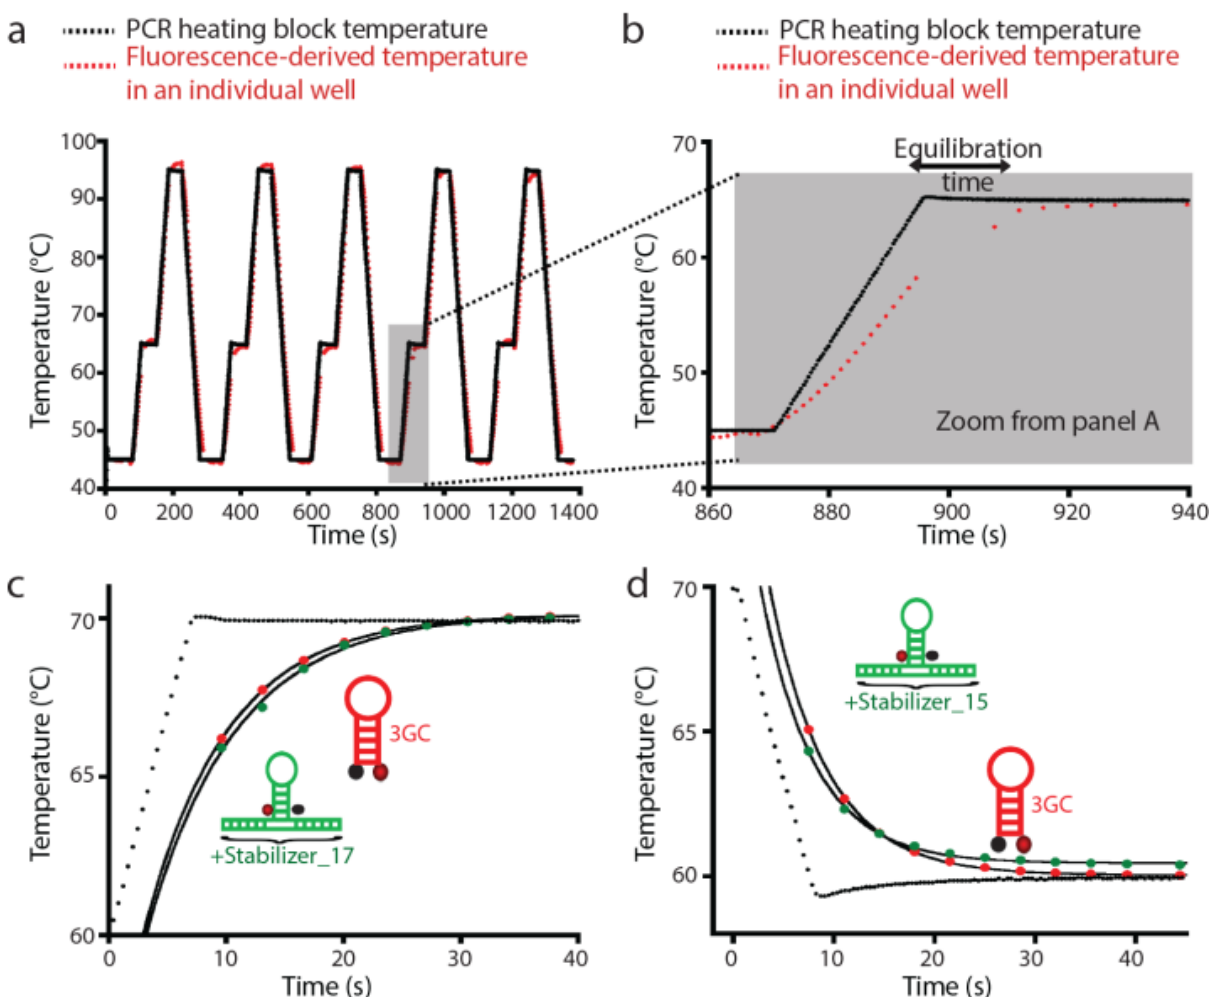 a
PCR heating block temperature
Fluorescence-derived temperature
in an individual well
Temperature (°C)
100
90
80
70
60
50
40
0 200 400 600 800 1000 1200 1400
Time (s)
b
PCR heating block temperature
Fluorescence-derived temperature
in an individual well
Temperature (°C)
70
60
50
40
Equilibration
time
Zoom from panel A
860 880 900 920 940
Time (s)
c
Temperature (°C)
70
65
60
3GC
+Stabilizer_17
0 10 20 30 40
Time (s)
d
Temperature (°C)
70
65
60
+Stabilizer_15
3GC
0 10 20 30 40
Time (s)